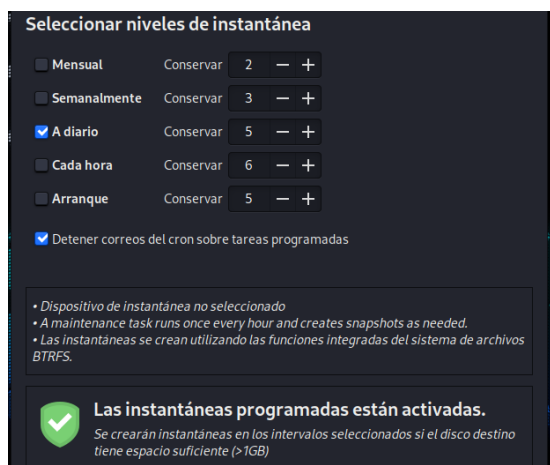 Seleccionar niveles de instantánea
Mensual Conservar 2 — +
Semanalmente Conservar 3 — +
A diario Conservar 5 — +
Cada hora Conservar 6 — +
Arranque Conservar 5 — +
Detener correos del cron sobre tareas programadas
• Dispositivo de instantánea no seleccionado
• A maintenance task runs once every hour and creates snapshots as needed.
• Las instantáneas se crean utilizando las funciones integradas del sistema de archivos
BTRFS.
Las instantáneas programadas están activadas.
Se crearán instantáneas en los intervalos seleccionados si el disco destino
tiene espacio suficiente (>1GB)